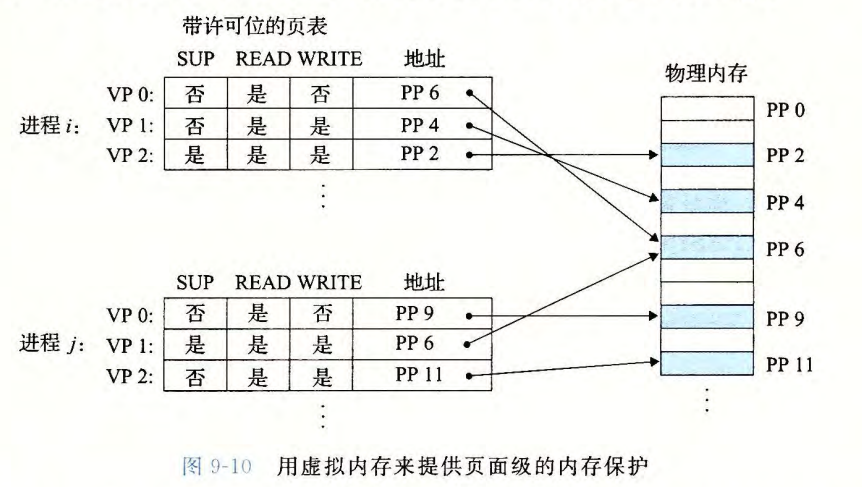 带许可位的页表
SUP READ WRITE 地址
物理内存
VP 0: 否 是 否 PP 6
PP 0
进程 i: VP 1: 否 是 是 PP 4
VP 2: 是 是 是 PP 2
PP 2
⋮
PP 4
PP 6
SUP READ WRITE 地址
VP 0: 否 是 否 PP 9
PP 9
进程 j: VP 1: 是 是 是 PP 6
VP 2: 否 是 是 PP 11
PP 11
⋮
⋮
图 9-10 用虚拟内存来提供页面级的内存保护